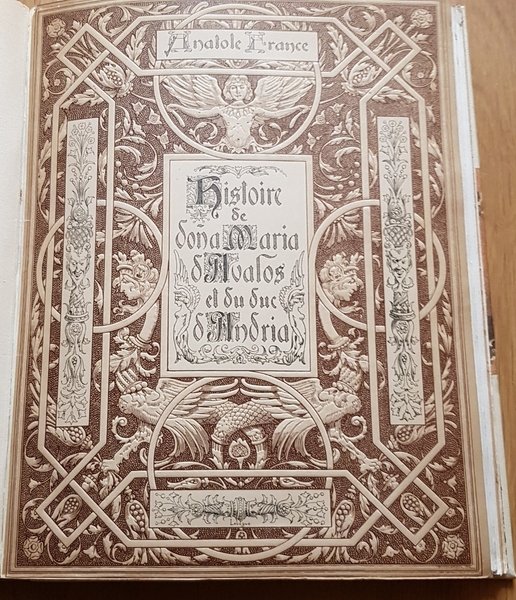 Anatole France
Histoire
de
doña Maria
d'Avalos
et du duc
d'Andria